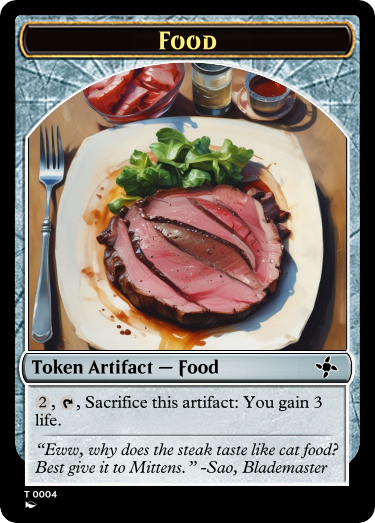 Food
Token Artifact — Food
2, , Sacrifice this artifact: You gain 3
life.
“Eww, why does the steak taste like cat food?
Best give it to Mittens.” -Sao, Blademaster
T 0004